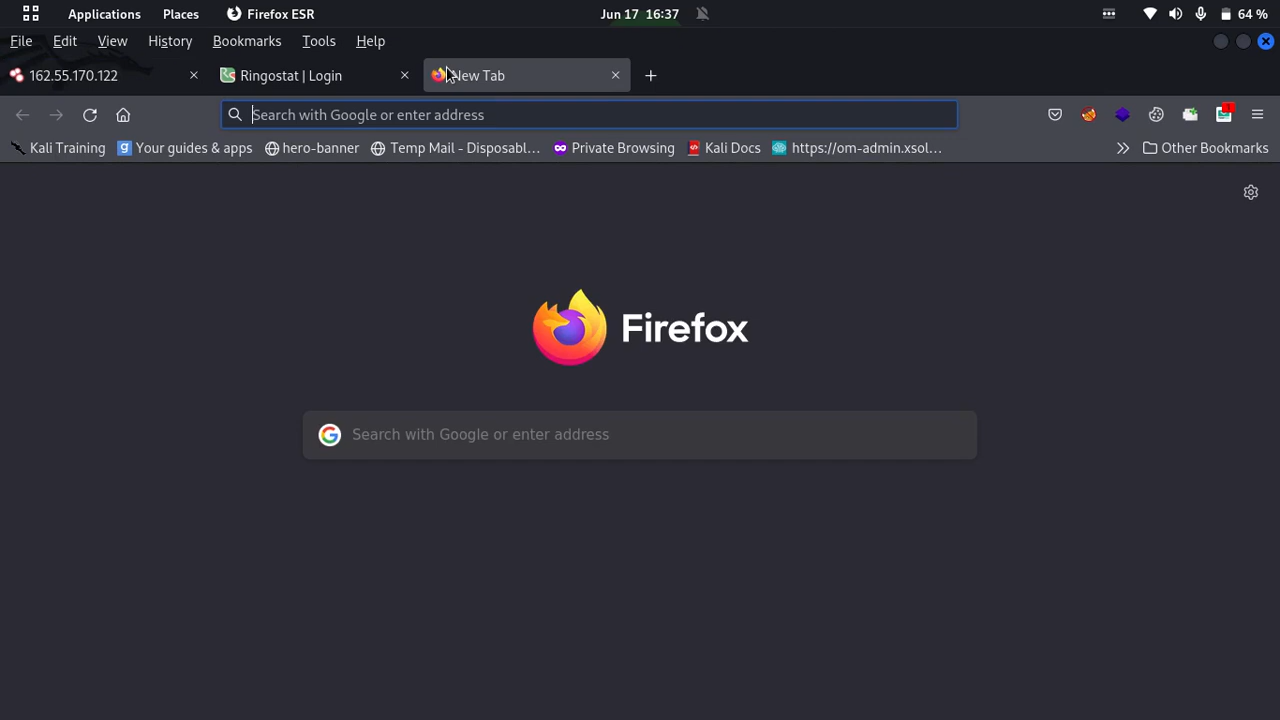 Applications Places Firefox ESR Jun 17 16:37 64 %
File Edit View History Bookmarks Tools Help
162.55.170.122 Ringostat | Login New Tab
Search with Google or enter address
Kali Training Your guides & apps hero-banner Temp Mail - Disposabl... Private Browsing Kali Docs https://om-admin.xsol... Other Bookmarks
Firefox
Search with Google or enter address